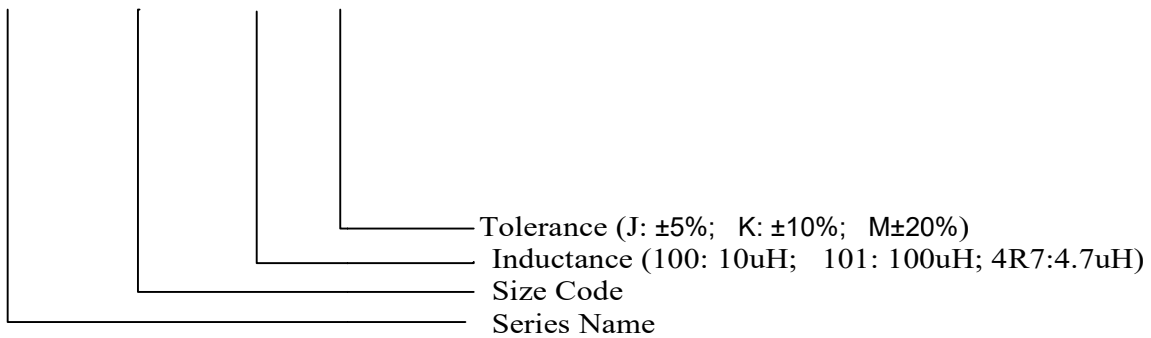 Tolerance (J: ±5%; K: ±10%; M±20%)
Inductance (100: 10uH; 101: 100uH; 4R7:4.7uH)
Size Code
Series Name